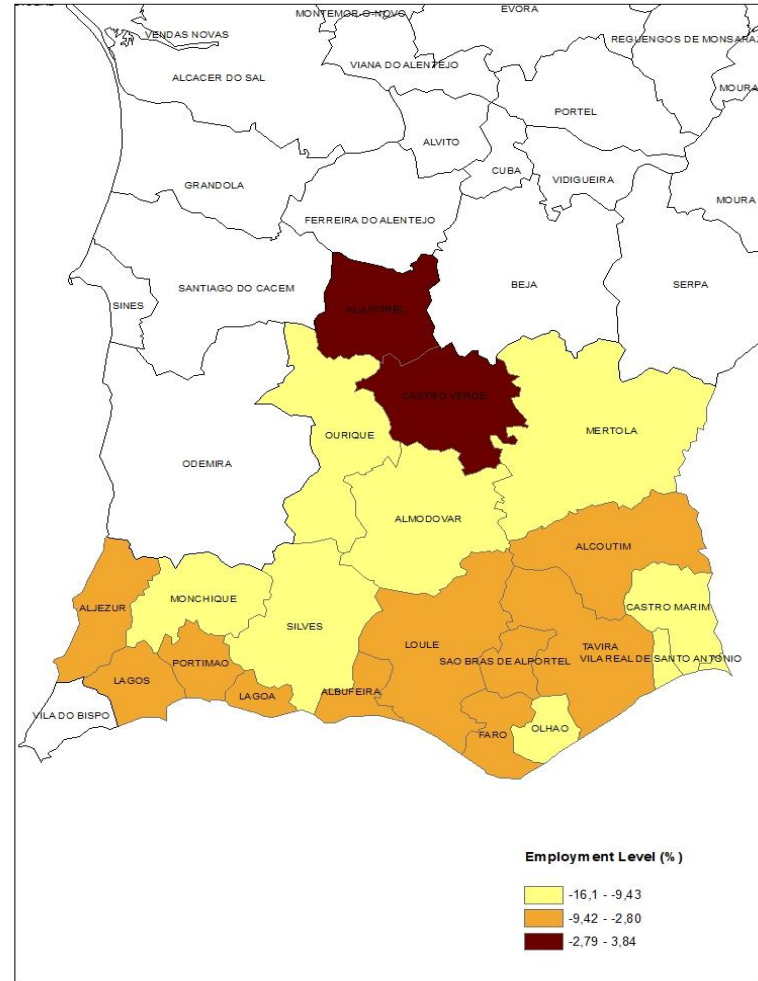 MONTEMOR-O-NOVO
EVORA
VENDAS NOVAS
REGUENGOS DE MONSARAZ
VIANA DO ALENTEJO
ALCACER DO SAL
MOURA
PORTEL
ALVITO
CUBA
VIDIGUEIRA
GRANDOLA
MOURA
FERREIRA DO ALENTEJO
BEJA
SERPA
SANTIAGO DO CACEM
SINES
ALJUSTREL
CASTRO VERDE
MERTOLA
OURIQUE
ODEMIRA
ALMODOVAR
ALCOUTIM
MONCHIQUE
ALJEZUR
CASTRO MARIM
SILVES
LOULE
TAVIRA
SAO BRAS DE ALPORTEL
VILA REAL DE SANTO ANTONIO
PORTIMAO
LAGOS
LAGOA
ALBUFEIRA
VILA DO BISPO
OLHAO
FARO
Employment Level (%)
-16,1 - -9,43
-9,42 - -2,80
-2,79 - 3,84